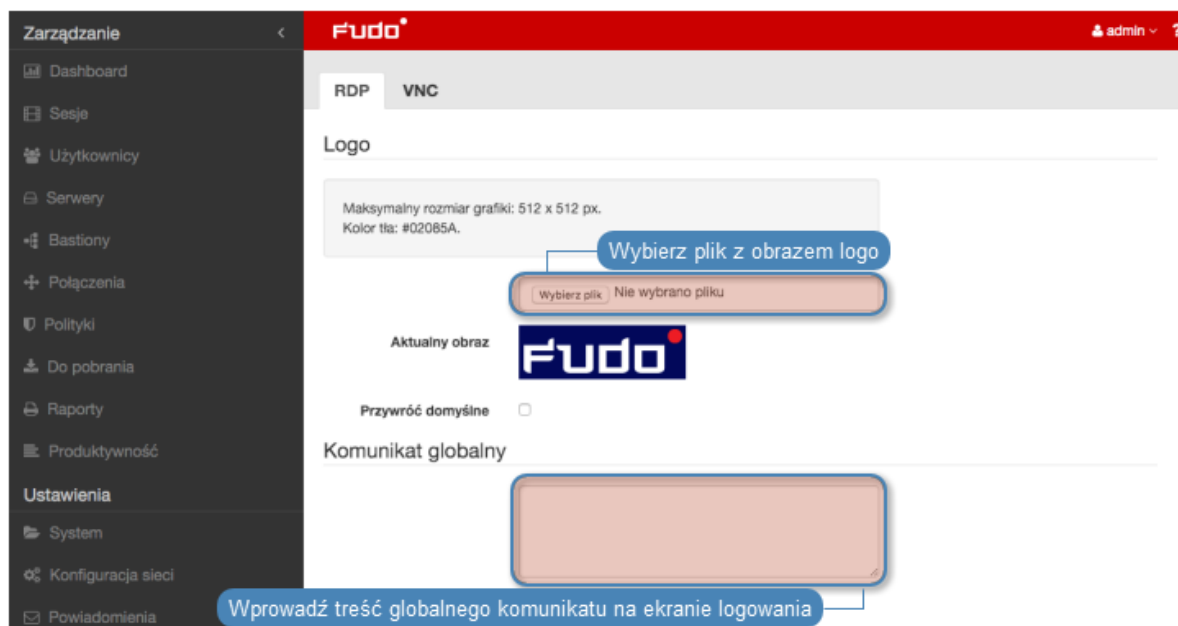 Zarządzanie
Fudo
admin
?
Dashboard
RDP VNC
Sesje
Logo
Użytkownicy
Serwery
Maksymalny rozmiar grafiki: 512 x 512 px.
Kolor tła: #02085A.
Bastiony
Wybierz plik z obrazem logo
Połączenia
Wybierz plik Nie wybrano pliku
Polityki
Aktualny obraz
Fudo
Do pobrania
Raporty
Przywróć domyślne
Produktywność
Komunikat globalny
Ustawienia
System
Konfiguracja sieci
Wprowadź treść globalnego komunikatu na ekranie logowania
Powiadomienia